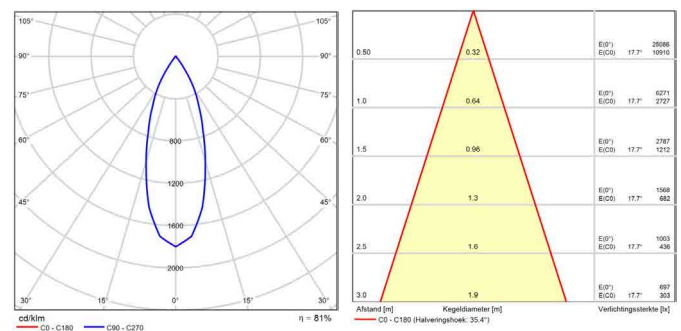 105° 105°
90° 90°
75° 75°
60° 60°
45° 45°
800
1200
1600
2000
30° 15° 0° 15° 30°
cd/klm η = 81%
C0 - C180 C90 - C270
0.50 0.32 E(0°) 25086
E(C0) 17.7° 10910
1.0 0.64 E(0°) 6271
E(C0) 17.7° 2727
1.5 0.96 E(0°) 2787
E(C0) 17.7° 1212
2.0 1.3 E(0°) 1568
E(C0) 17.7° 682
2.5 1.6 E(0°) 1003
E(C0) 17.7° 436
3.0 1.9 E(0°) 697
E(C0) 17.7° 303
Afstand [m] Kegeldiameter [m] Verlichtingssterkte [lx]
C0 - C180 (Halveringshoek: 35.4°)